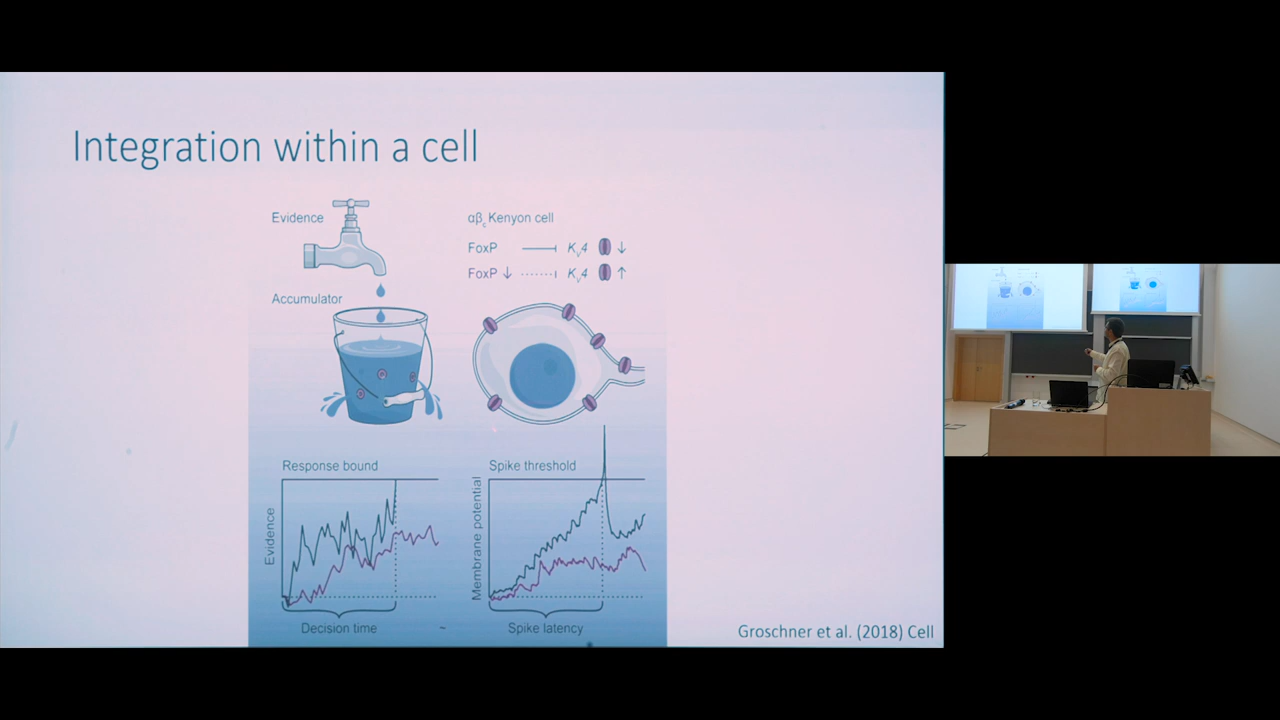 Integration within a cell
Evidence
Accumulator
αβc Kenyon cell
FoxP ⊣ Kv4 ↓
FoxP ↓ ⊣ Kv4 ↑
Response bound
Evidence
Decision time
Spike threshold
Membrane potential
Spike latency
Groschner et al. (2018) Cell